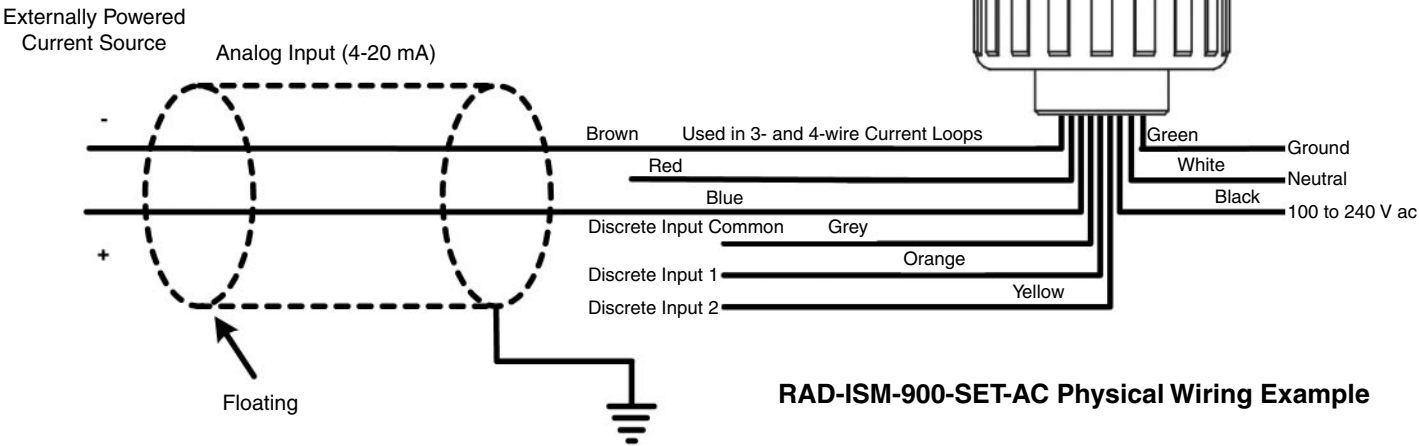 Externally Powered
Current Source
Analog Input (4-20 mA)
-
Brown
Used in 3- and 4-wire Current Loops
Green
Ground
Red
White
Neutral
Blue
Black
100 to 240 V ac
Discrete Input Common
Grey
+
Orange
Discrete Input 1
Yellow
Discrete Input 2
Floating
RAD-ISM-900-SET-AC Physical Wiring Example